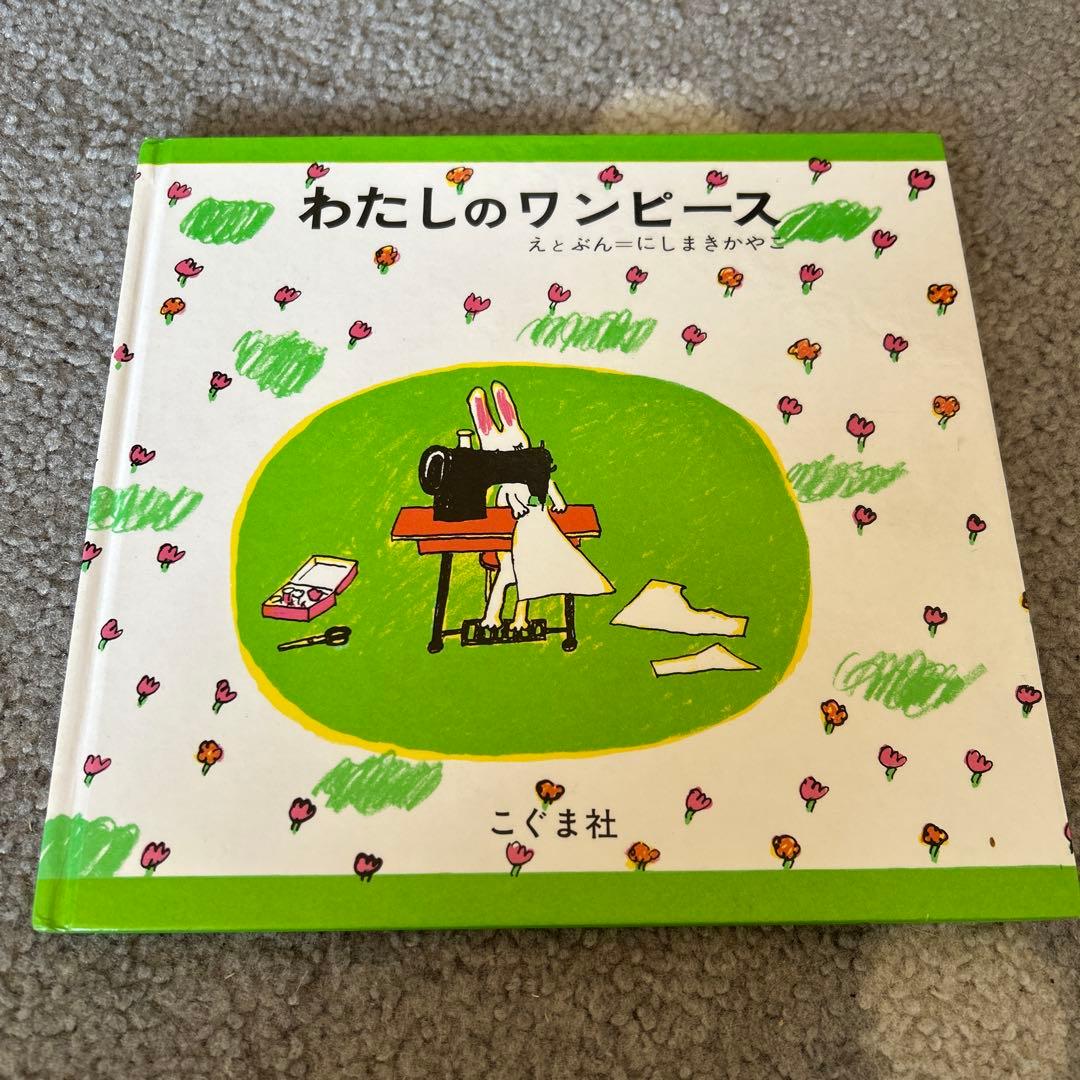 わたしのワンピース
えとぶん=にしまきかやこ
こぐま社